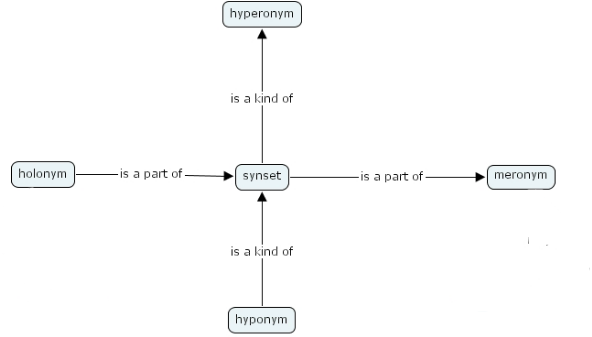 hyperonym
is a kind of
holonym is a part of synset is a part of meronym
is a kind of
hyponym